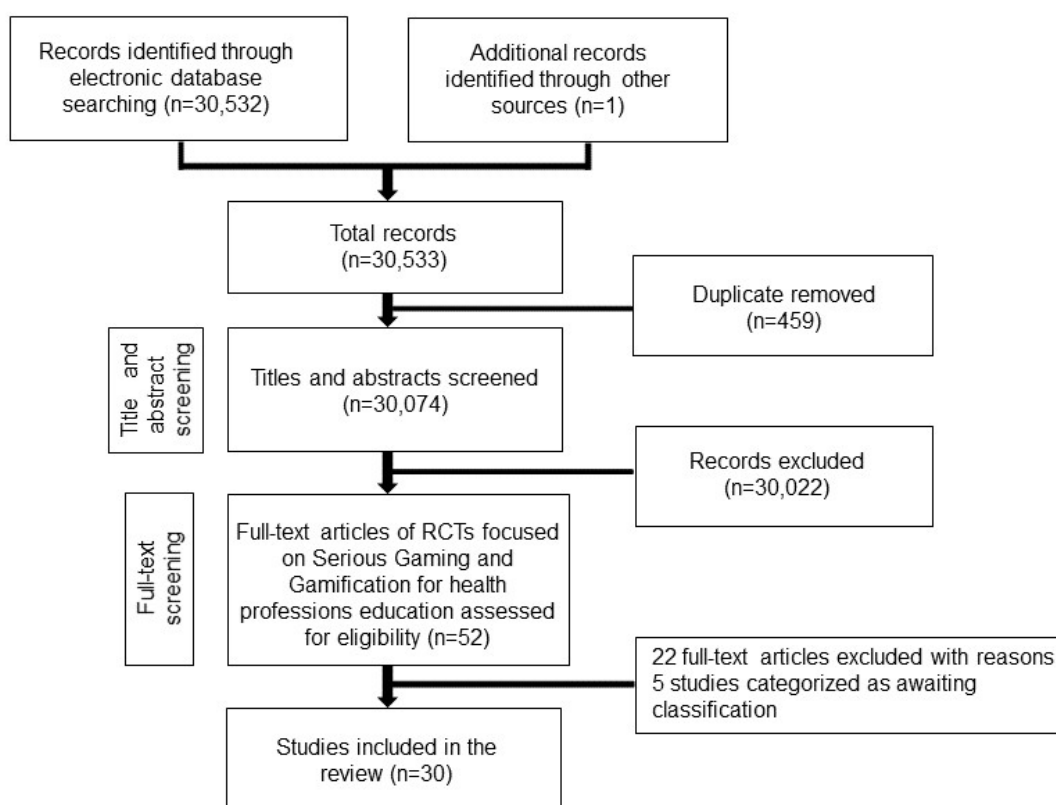 Records identified through
electronic database
searching (n=30,532)
Additional records
identified through other
sources (n=1)
Total records
(n=30,533)
Duplicate removed
(n=459)
Title and
abstract
screening
Titles and abstracts screened
(n=30,074)
Records excluded
(n=30,022)
Full-text
screening
Full-text articles of RCTs focused
on Serious Gaming and
Gamification for health
professions education assessed
for eligibility (n=52)
22 full-text articles excluded with reasons
5 studies categorized as awaiting
classification
Studies included in the
review (n=30)